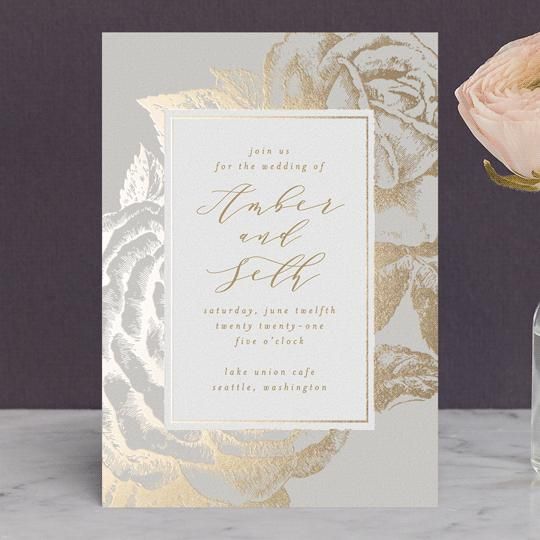 join us
for the wedding of
Amber
and
Seth
saturday, june twelfth
twenty twenty-one
five o'clock
lake union cafe
seattle, washington